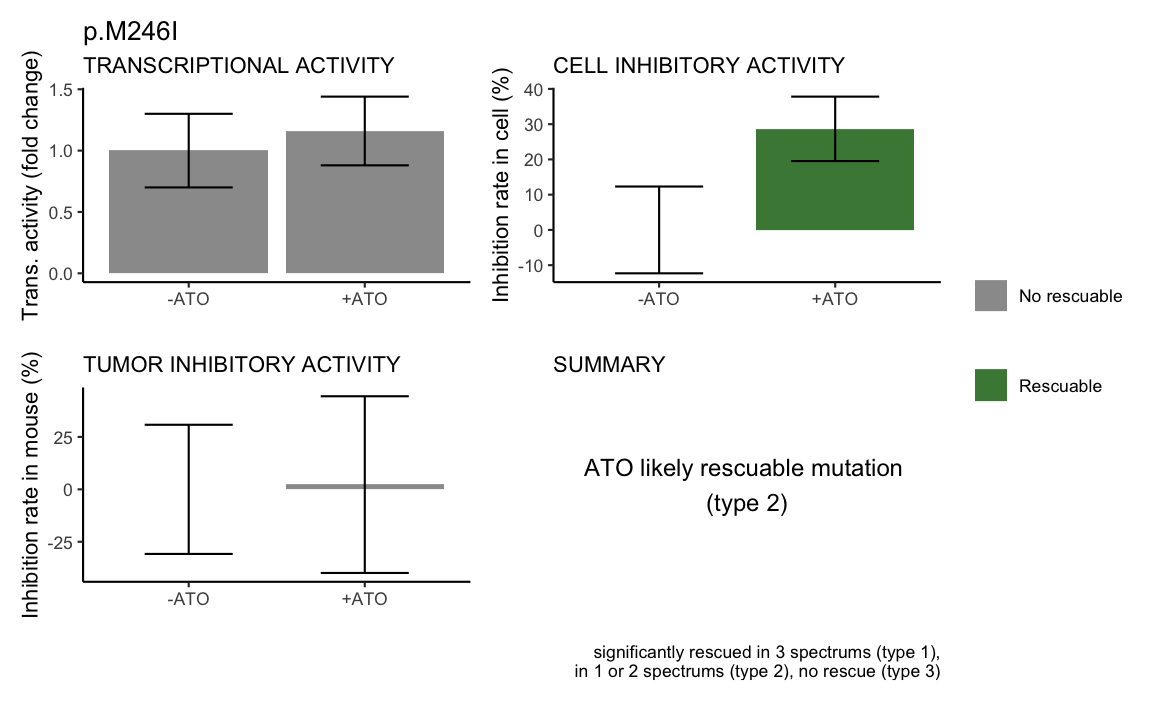 p.M246I
TRANSCRIPTIONAL ACTIVITY
Trans. activity (fold change)
1.5
1.0
0.5
0.0
-ATO
+ATO
CELL INHIBITORY ACTIVITY
Inhibition rate in cell (%)
40
30
20
10
0
-10
-ATO
+ATO
No rescuable
Rescuable
TUMOR INHIBITORY ACTIVITY
Inhibition rate in mouse (%)
25
0
-25
-ATO
+ATO
SUMMARY
ATO likely rescuable mutation
(type 2)
significantly rescued in 3 spectrums (type 1),
in 1 or 2 spectrums (type 2), no rescue (type 3)